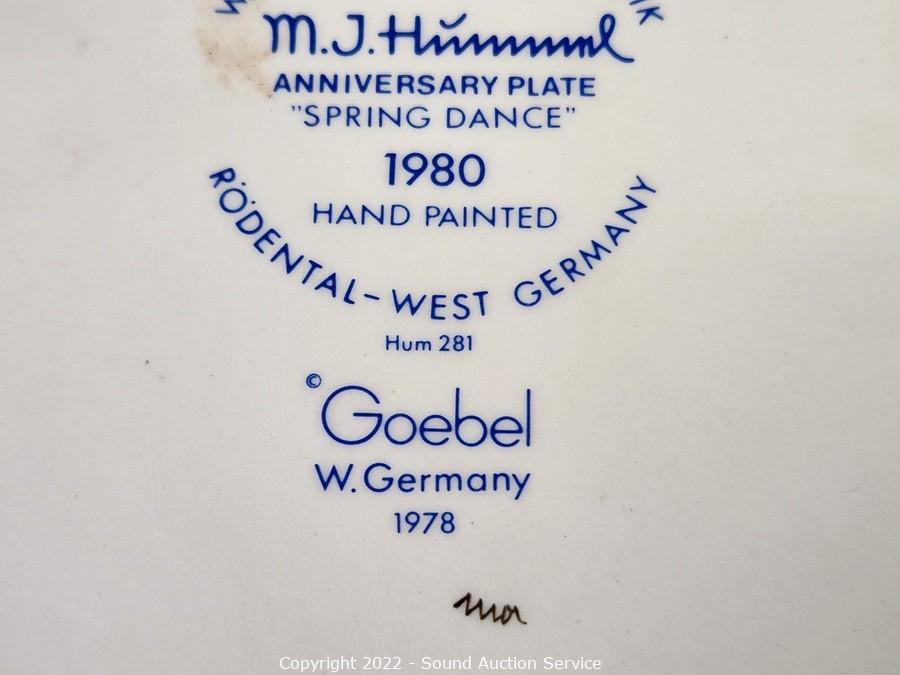 M.J. Hummel
ANNIVERSARY PLATE
"SPRING DANCE"
1980
HAND PAINTED
RÖDENTAL-WEST GERMANY
Hum 281
© Goebel
W. Germany
1978
Copyright 2022 - Sound Auction Service